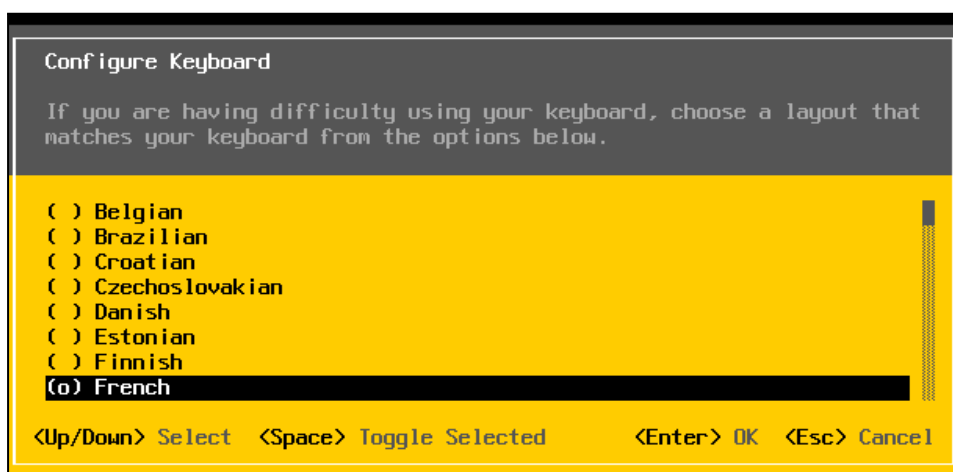 Configure Keyboard
If you are having difficulty using your keyboard, choose a layout that
matches your keyboard from the options below.
( ) Belgian
( ) Brazilian
( ) Croatian
( ) Czechoslovakian
( ) Danish
( ) Estonian
( ) Finnish
(o) French
<Up/Down> Select <Space> Toggle Selected <Enter> OK <Esc> Cancel